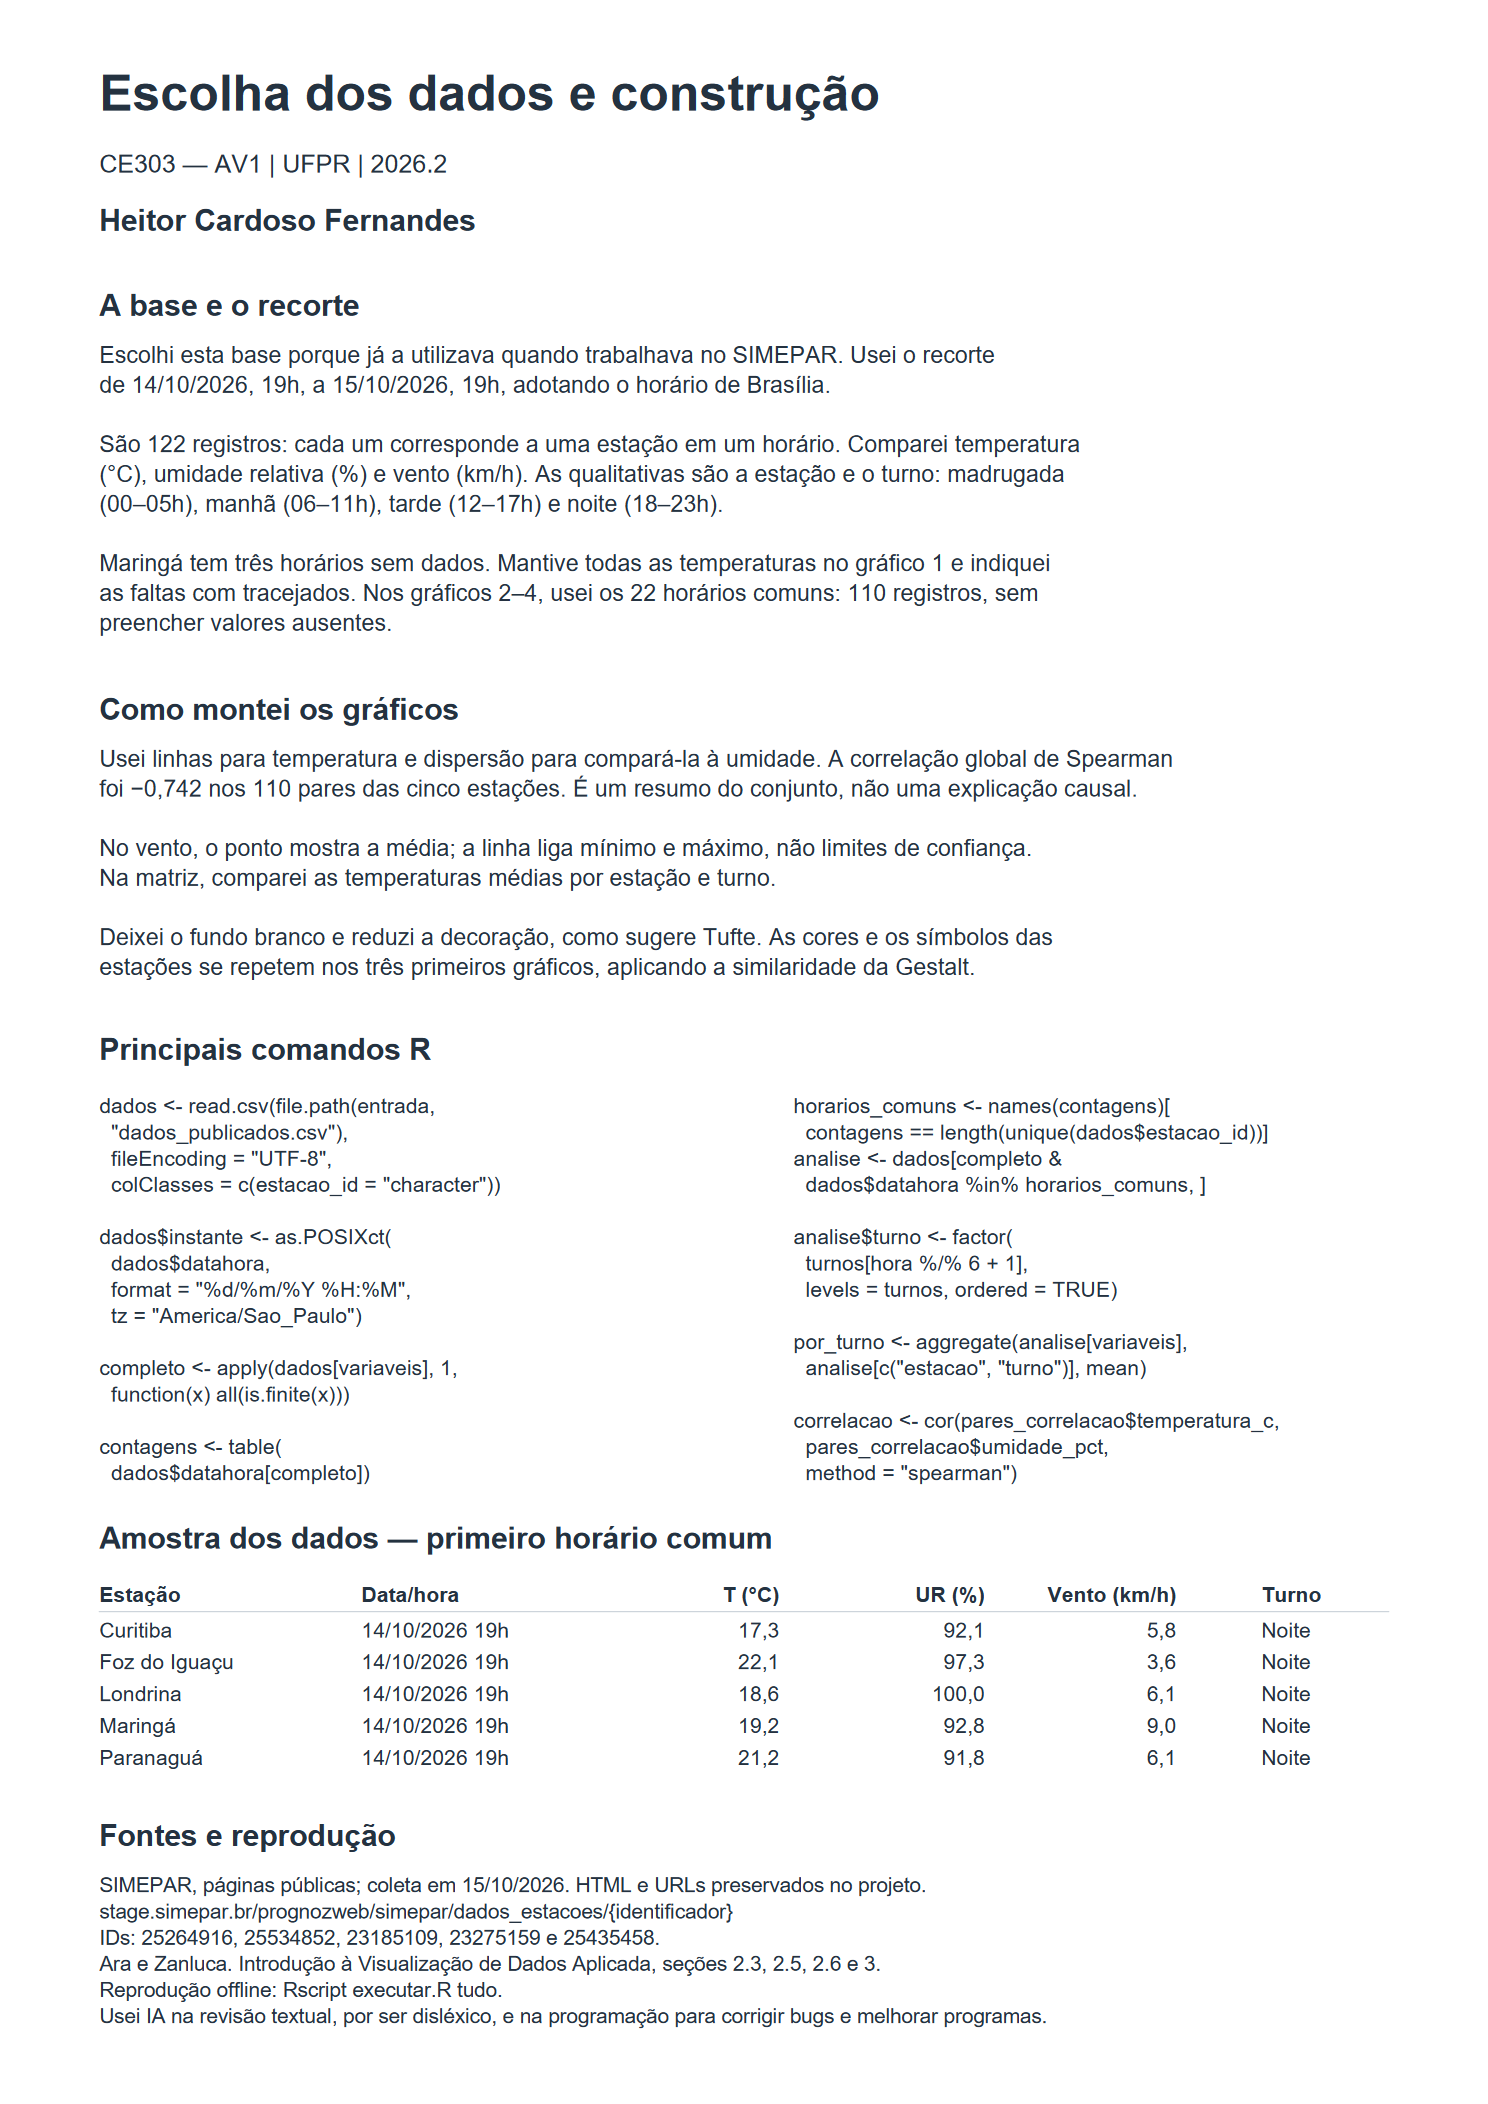 Escolha dos dados e construção
CE303 — AV1 | UFPR | 2026.2
Heitor Cardoso Fernandes
A base e o recorte
Escolhi esta base porque já a utilizava quando trabalhava no SIMEPAR. Usei o recorte
de 14/10/2026, 19h, a 15/10/2026, 19h, adotando o horário de Brasília.
São 122 registros: cada um corresponde a uma estação em um horário. Comparei temperatura
(°C), umidade relativa (%) e vento (km/h). As qualitativas são a estação e o turno: madrugada
(00–05h), manhã (06–11h), tarde (12–17h) e noite (18–23h).
Maringá tem três horários sem dados. Mantive todas as temperaturas no gráfico 1 e indiquei
as faltas com tracejados. Nos gráficos 2–4, usei os 22 horários comuns: 110 registros, sem
preencher valores ausentes.
Como montei os gráficos
Usei linhas para temperatura e dispersão para compará-la à umidade. A correlação global de Spearman
foi −0,742 nos 110 pares das cinco estações. É um resumo do conjunto, não uma explicação causal.
No vento, o ponto mostra a média; a linha liga mínimo e máximo, não limites de confiança.
Na matriz, comparei as temperaturas médias por estação e turno.
Deixei o fundo branco e reduzi a decoração, como sugere Tufte. As cores e os símbolos das
estações se repetem nos três primeiros gráficos, aplicando a similaridade da Gestalt.
Principais comandos R
dados <- read.csv(file.path(entrada,
"dados_publicados.csv"),
fileEncoding = "UTF-8",
colClasses = c(estacao_id = "character"))
dados$instante <- as.POSIXct(
dados$datahora,
format = "%d/%m/%Y %H:%M",
tz = "America/Sao_Paulo")
completo <- apply(dados[variaveis], 1,
function(x) all(is.finite(x)))
contagens <- table(
dados$datahora[completo])
horarios_comuns <- names(contagens)[
contagens == length(unique(dados$estacao_id))]
analise <- dados[completo &
dados$datahora %in% horarios_comuns, ]
analise$turno <- factor(
turnos[hora %/% 6 + 1],
levels = turnos, ordered = TRUE)
por_turno <- aggregate(analise[variaveis],
analise[c("estacao", "turno")], mean)
correlacao <- cor(pares_correlacao$temperatura_c,
pares_correlacao$umidade_pct,
method = "spearman")
Amostra dos dados — primeiro horário comum
Estação Data/hora T (°C) UR (%) Vento (km/h) Turno
Curitiba 14/10/2026 19h 17,3 92,1 5,8 Noite
Foz do Iguaçu 14/10/2026 19h 22,1 97,3 3,6 Noite
Londrina 14/10/2026 19h 18,6 100,0 6,1 Noite
Maringá 14/10/2026 19h 19,2 92,8 9,0 Noite
Paranaguá 14/10/2026 19h 21,2 91,8 6,1 Noite
Fontes e reprodução
SIMEPAR, páginas públicas; coleta em 15/10/2026. HTML e URLs preservados no projeto.
stage.simepar.br/prognozweb/simepar/dados_estacoes/{identificador}
IDs: 25264916, 25534852, 23185109, 23275159 e 25435458.
Ara e Zanluca. Introdução à Visualização de Dados Aplicada, seções 2.3, 2.5, 2.6 e 3.
Reprodução offline: Rscript executar.R tudo.
Usei IA na revisão textual, por ser disléxico, e na programação para corrigir bugs e melhorar programas.